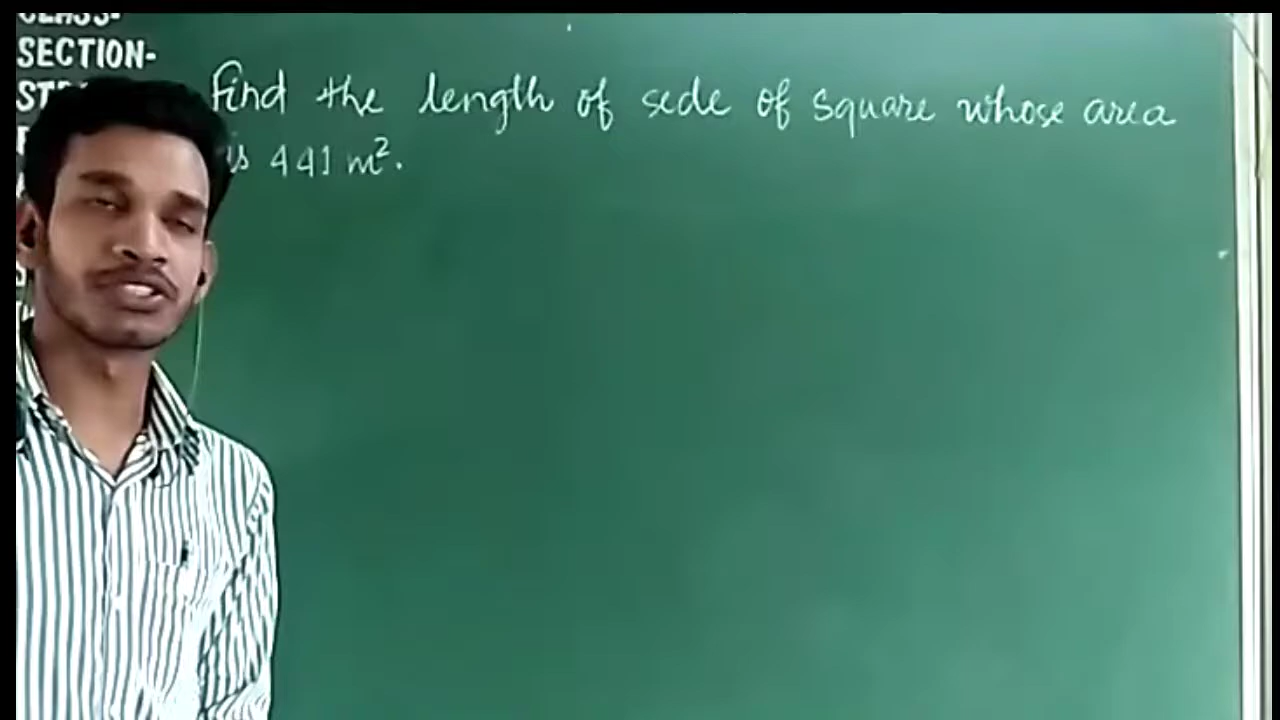 SECTION-
Find the length of side of square whose area
is 441 m².